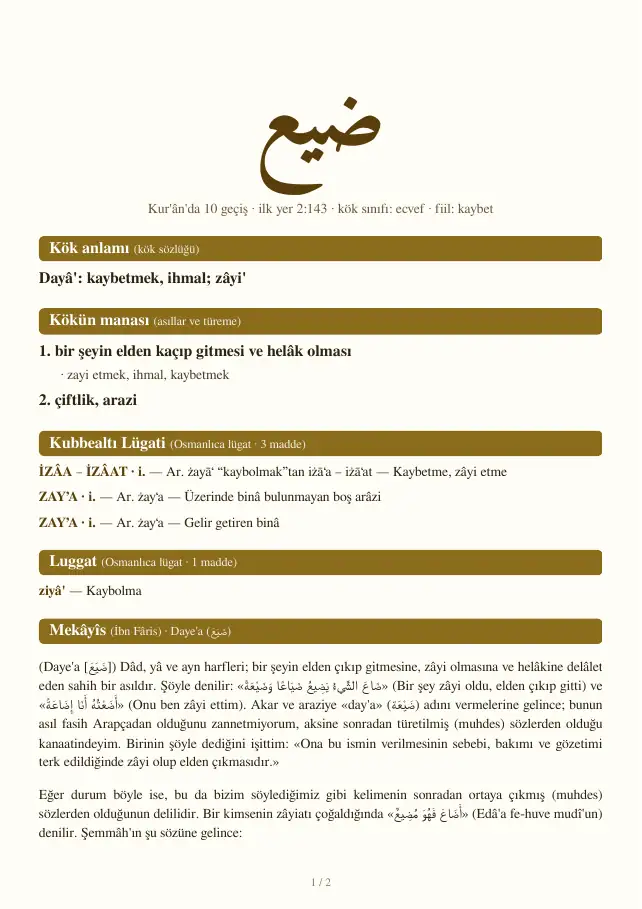 ضيع
Kur'ân'da 10 geçiş · ilk yer 2:143 · kök sınıfı: ecvef · fiil: kaybet
Kök anlamı (kök sözlüğü)
Dayâ': kaybetmek, ihmal; zâyi'
Kökün manası (asıllar ve türeme)
1. bir şeyin elden kaçıp gitmesi ve helâk olması
· zayi etmek, ihmal, kaybetmek
2. çiftlik, arazi
Kubbealtı Lügati (Osmanlıca lügat · 3 madde)
İZÂA – İZÂAT · i. — Ar. żayāʿ “kaybolmak”tan iżāʿa – iżāʿat — Kaybetme, zâyi etme
ZAY’A · i. — Ar. żayʿa — Üzerinde binâ bulunmayan boş arâzi
ZAY’A · i. — Ar. żayʿa — Gelir getiren binâ
Luggat (Osmanlıca lügat · 1 madde)
ziyâ' — Kaybolma
Mekâyîs (İbn Fâris) · Daye'a (ضَيَعَ)
(Daye'a [ضَيَعَ]) Dâd, yâ ve ayn harfleri; bir şeyin elden çıkıp gitmesine, zâyi olmasına ve helâkine delâlet
eden sahih bir asıldır. Şöyle denilir: «ضَاعَ الشَّيْءُ يَضِيعُ ضَيَاعًا وَضَيْعَةً» (Bir şey zâyi oldu, elden çıkıp gitti) ve
«أَضَعْتُهُ أَنَا إِضَاعَةً» (Onu ben zâyi ettim). Akar ve araziye «day'a» (ضَيْعَة) adını vermelerine gelince; bunun
asıl fasih Arapçadan olduğunu zannetmiyorum, aksine sonradan türetilmiş (muhdes) sözlerden olduğu
kanaatindeyim. Birinin şöyle dediğini işittim: «Ona bu ismin verilmesinin sebebi, bakımı ve gözetimi
terk edildiğinde zâyi olup elden çıkmasıdır.»
Eğer durum böyle ise, bu da bizim söylediğimiz gibi kelimenin sonradan ortaya çıkmış (muhdes)
sözlerden olduğunun delilidir. Bir kimsenin zâyiatı çoğaldığında «أَضَاعَ فَهُوَ مُضِيعٌ» (Edâ'a fe-huve mudî'un)
denilir. Şemmâh'ın şu sözüne gelince:
1 / 2